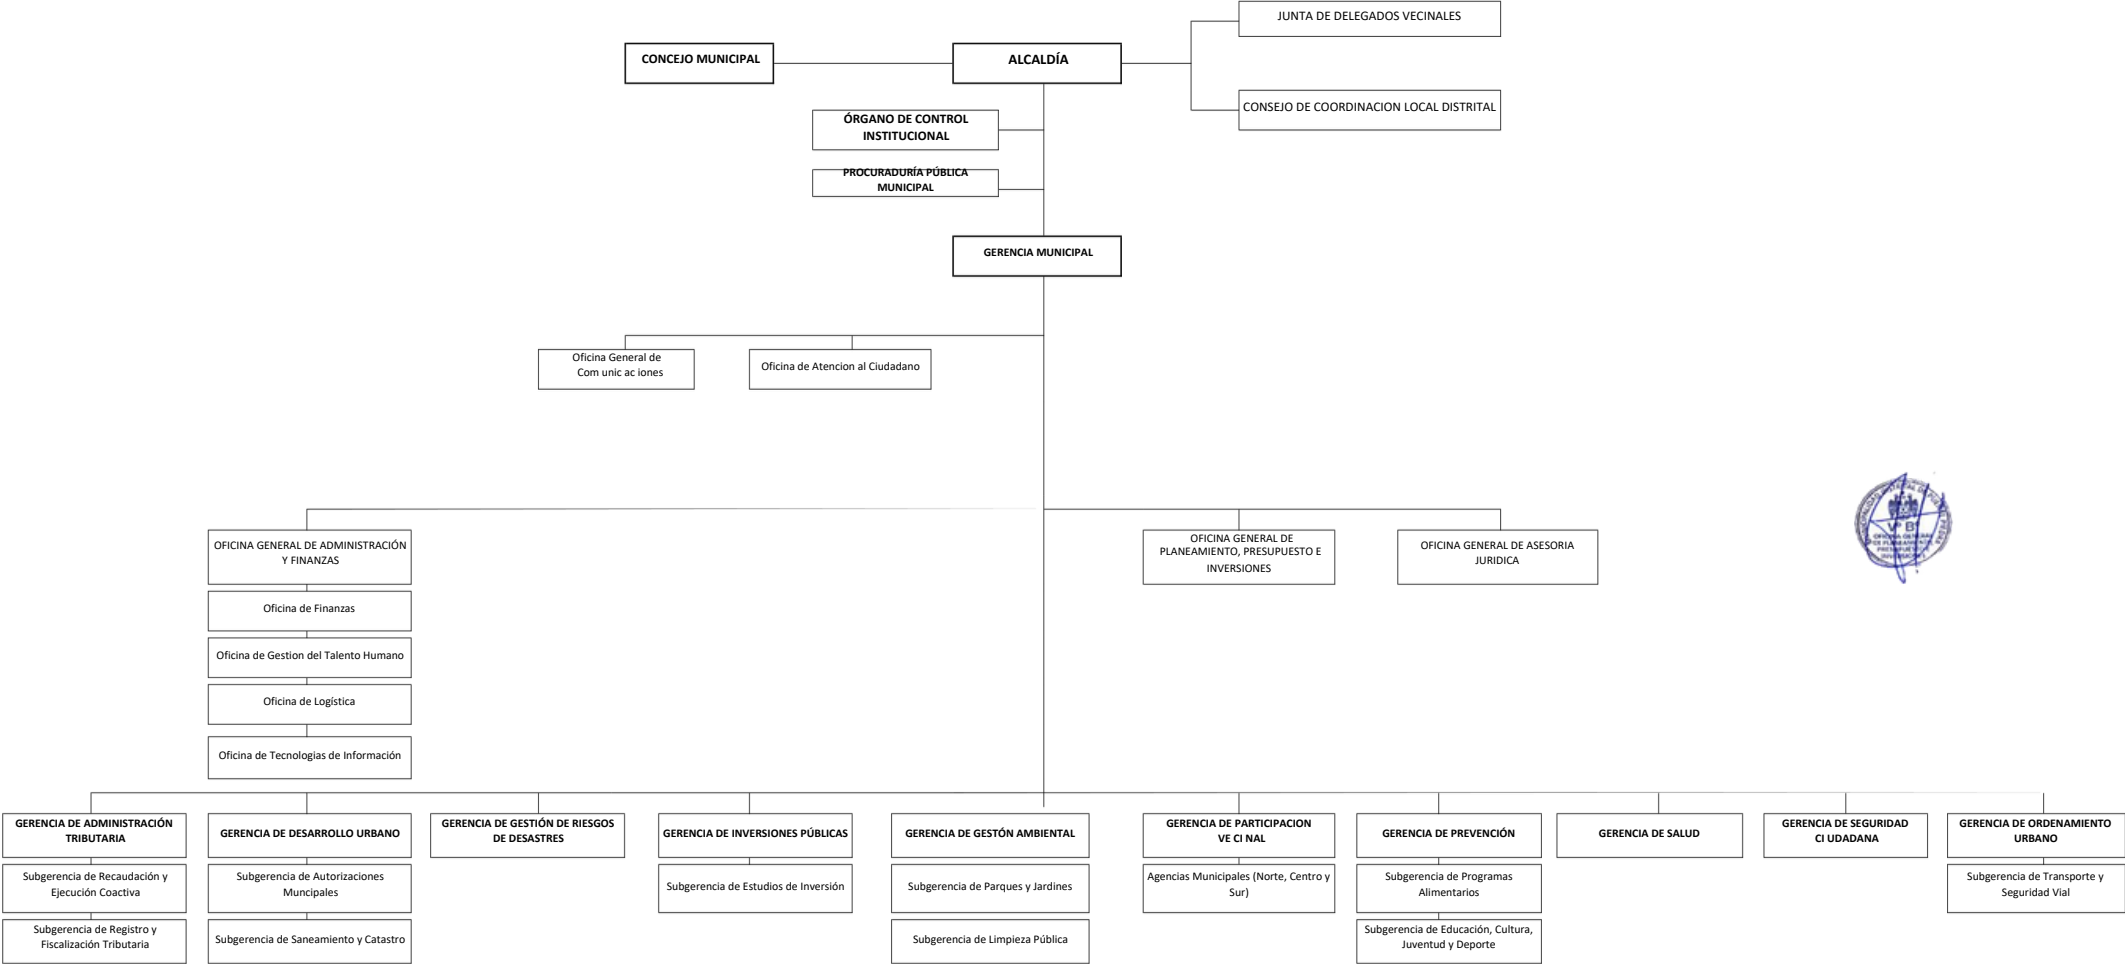 JUNTA DE DELEGADOS VECINALES
CONCEJO MUNICIPAL
ALCALDÍA
CONSEJO DE COORDINACION LOCAL DISTRITAL
ÓRGANO DE CONTROL
INSTITUCIONAL
PROCURADURÍA PÚBLICA
MUNICIPAL
GERENCIA MUNICIPAL
Oficina General de
Com unic ac iones
Oficina de Atencion al Ciudadano
OFICINA GENERAL DE ADMINISTRACIÓN
Y FINANZAS
OFICINA GENERAL DE
PLANEAMIENTO, PRESUPUESTO E
INVERSIONES
OFICINA GENERAL DE ASESORIA
JURIDICA
V° B°
OFICINA GENERAL
DE PLANEAMIENTO
PRESUPUESTO E
Oficina de Finanzas
Oficina de Gestion del Talento Humano
Oficina de Logística
Oficina de Tecnologias de Información
GERENCIA DE ADMINISTRACIÓN
TRIBUTARIA
Subgerencia de Recaudación y
Ejecución Coactiva
Subgerencia de Registro y
Fiscalización Tributaria
GERENCIA DE DESARROLLO URBANO
Subgerencia de Autorizaciones
Muncipales
Subgerencia de Saneamiento y Catastro
GERENCIA DE GESTIÓN DE RIESGOS
DE DESASTRES
GERENCIA DE INVERSIONES PÚBLICAS
Subgerencia de Estudios de Inversión
GERENCIA DE GESTÓN AMBIENTAL
Subgerencia de Parques y Jardines
Subgerencia de Limpieza Pública
GERENCIA DE PARTICIPACION
VE CI NAL
Agencias Municipales (Norte, Centro y
Sur)
GERENCIA DE PREVENCIÓN
Subgerencia de Programas
Alimentarios
Subgerencia de Educación, Cultura,
Juventud y Deporte
GERENCIA DE SALUD
GERENCIA DE SEGURIDAD
CI UDADANA
GERENCIA DE ORDENAMIENTO
URBANO
Subgerencia de Transporte y
Seguridad Vial